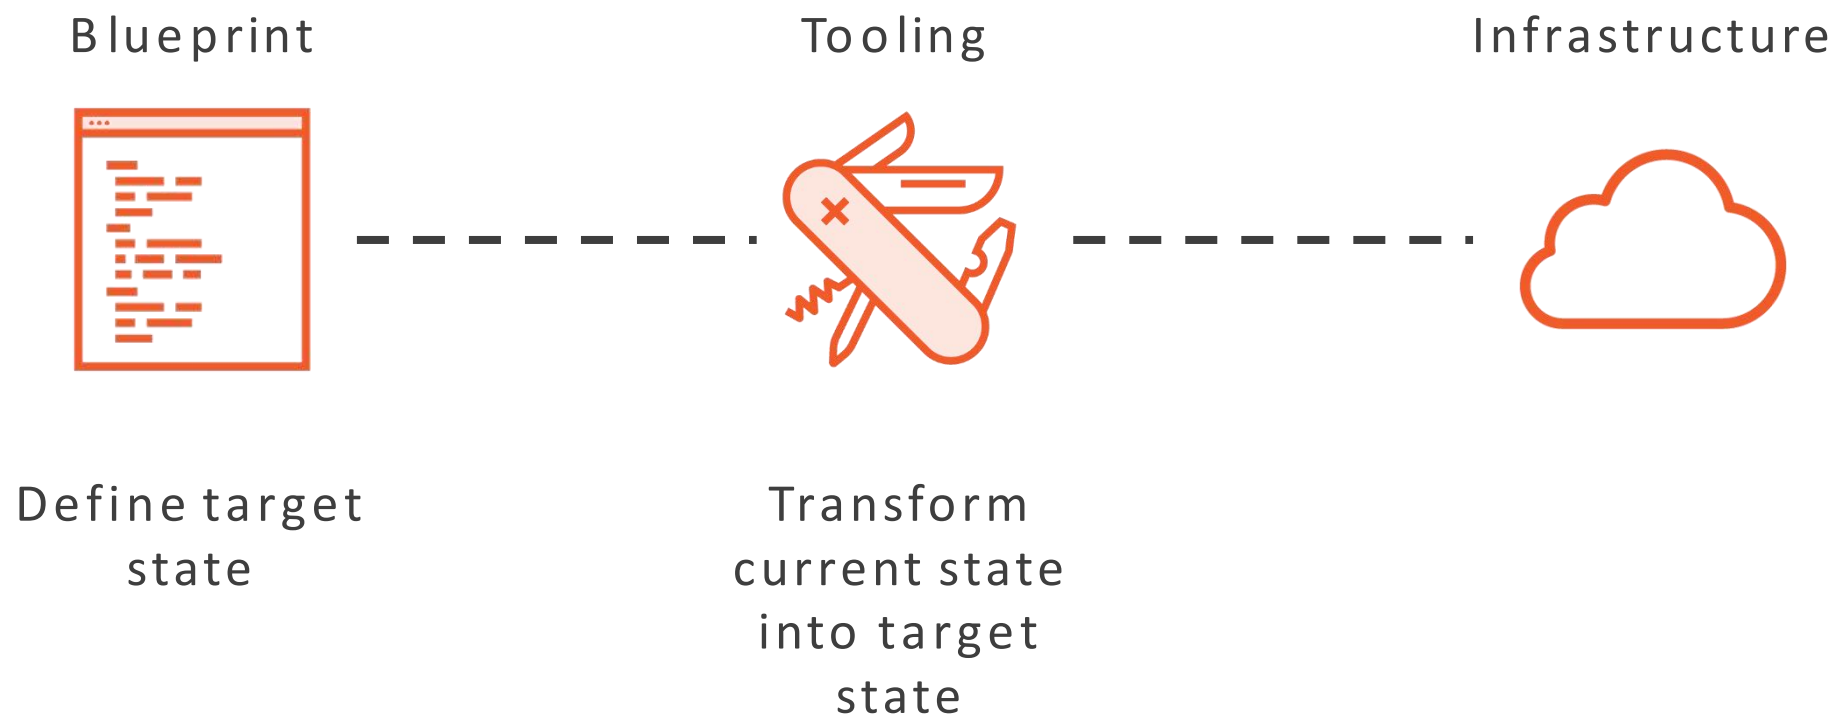 Blueprint
Tooling
Infrastructure
Define target
state
Transform
current state
into target
state